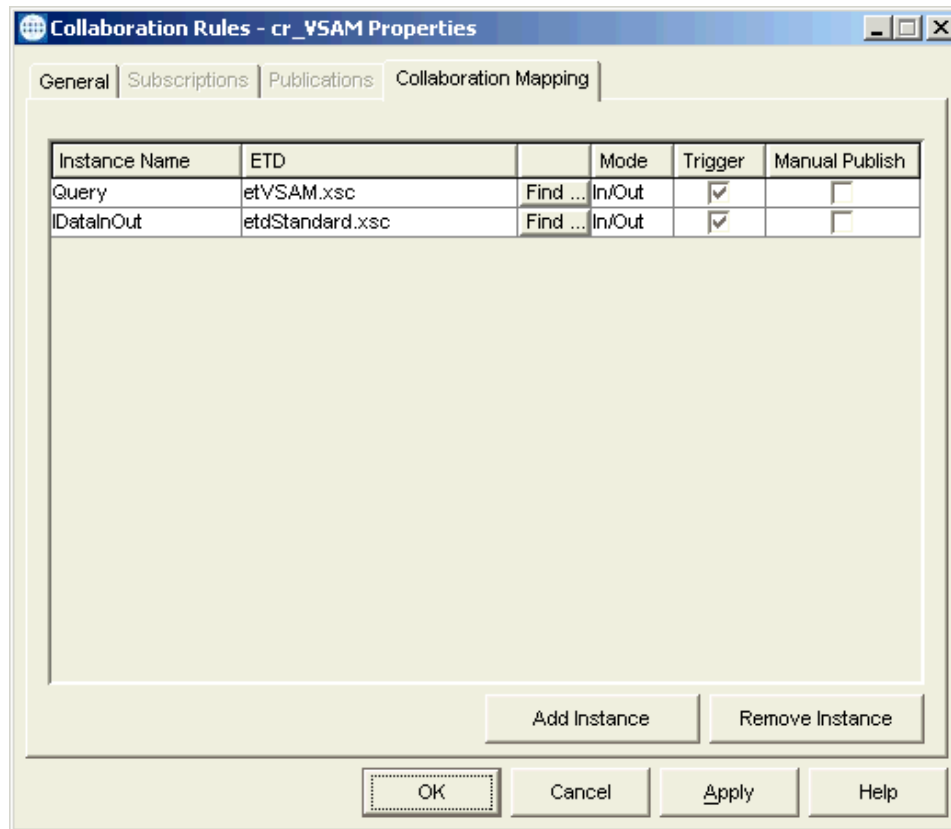 Collaboration Rules - cr_VSAM Properties
General Subscriptions Publications Collaboration Mapping
Instance Name ETD Mode Trigger Manual Publish
Query etVSAM.xsc Find ... In/Out
IDataInOut etdStandard.xsc Find ... In/Out
Add Instance Remove Instance
OK Cancel Apply Help